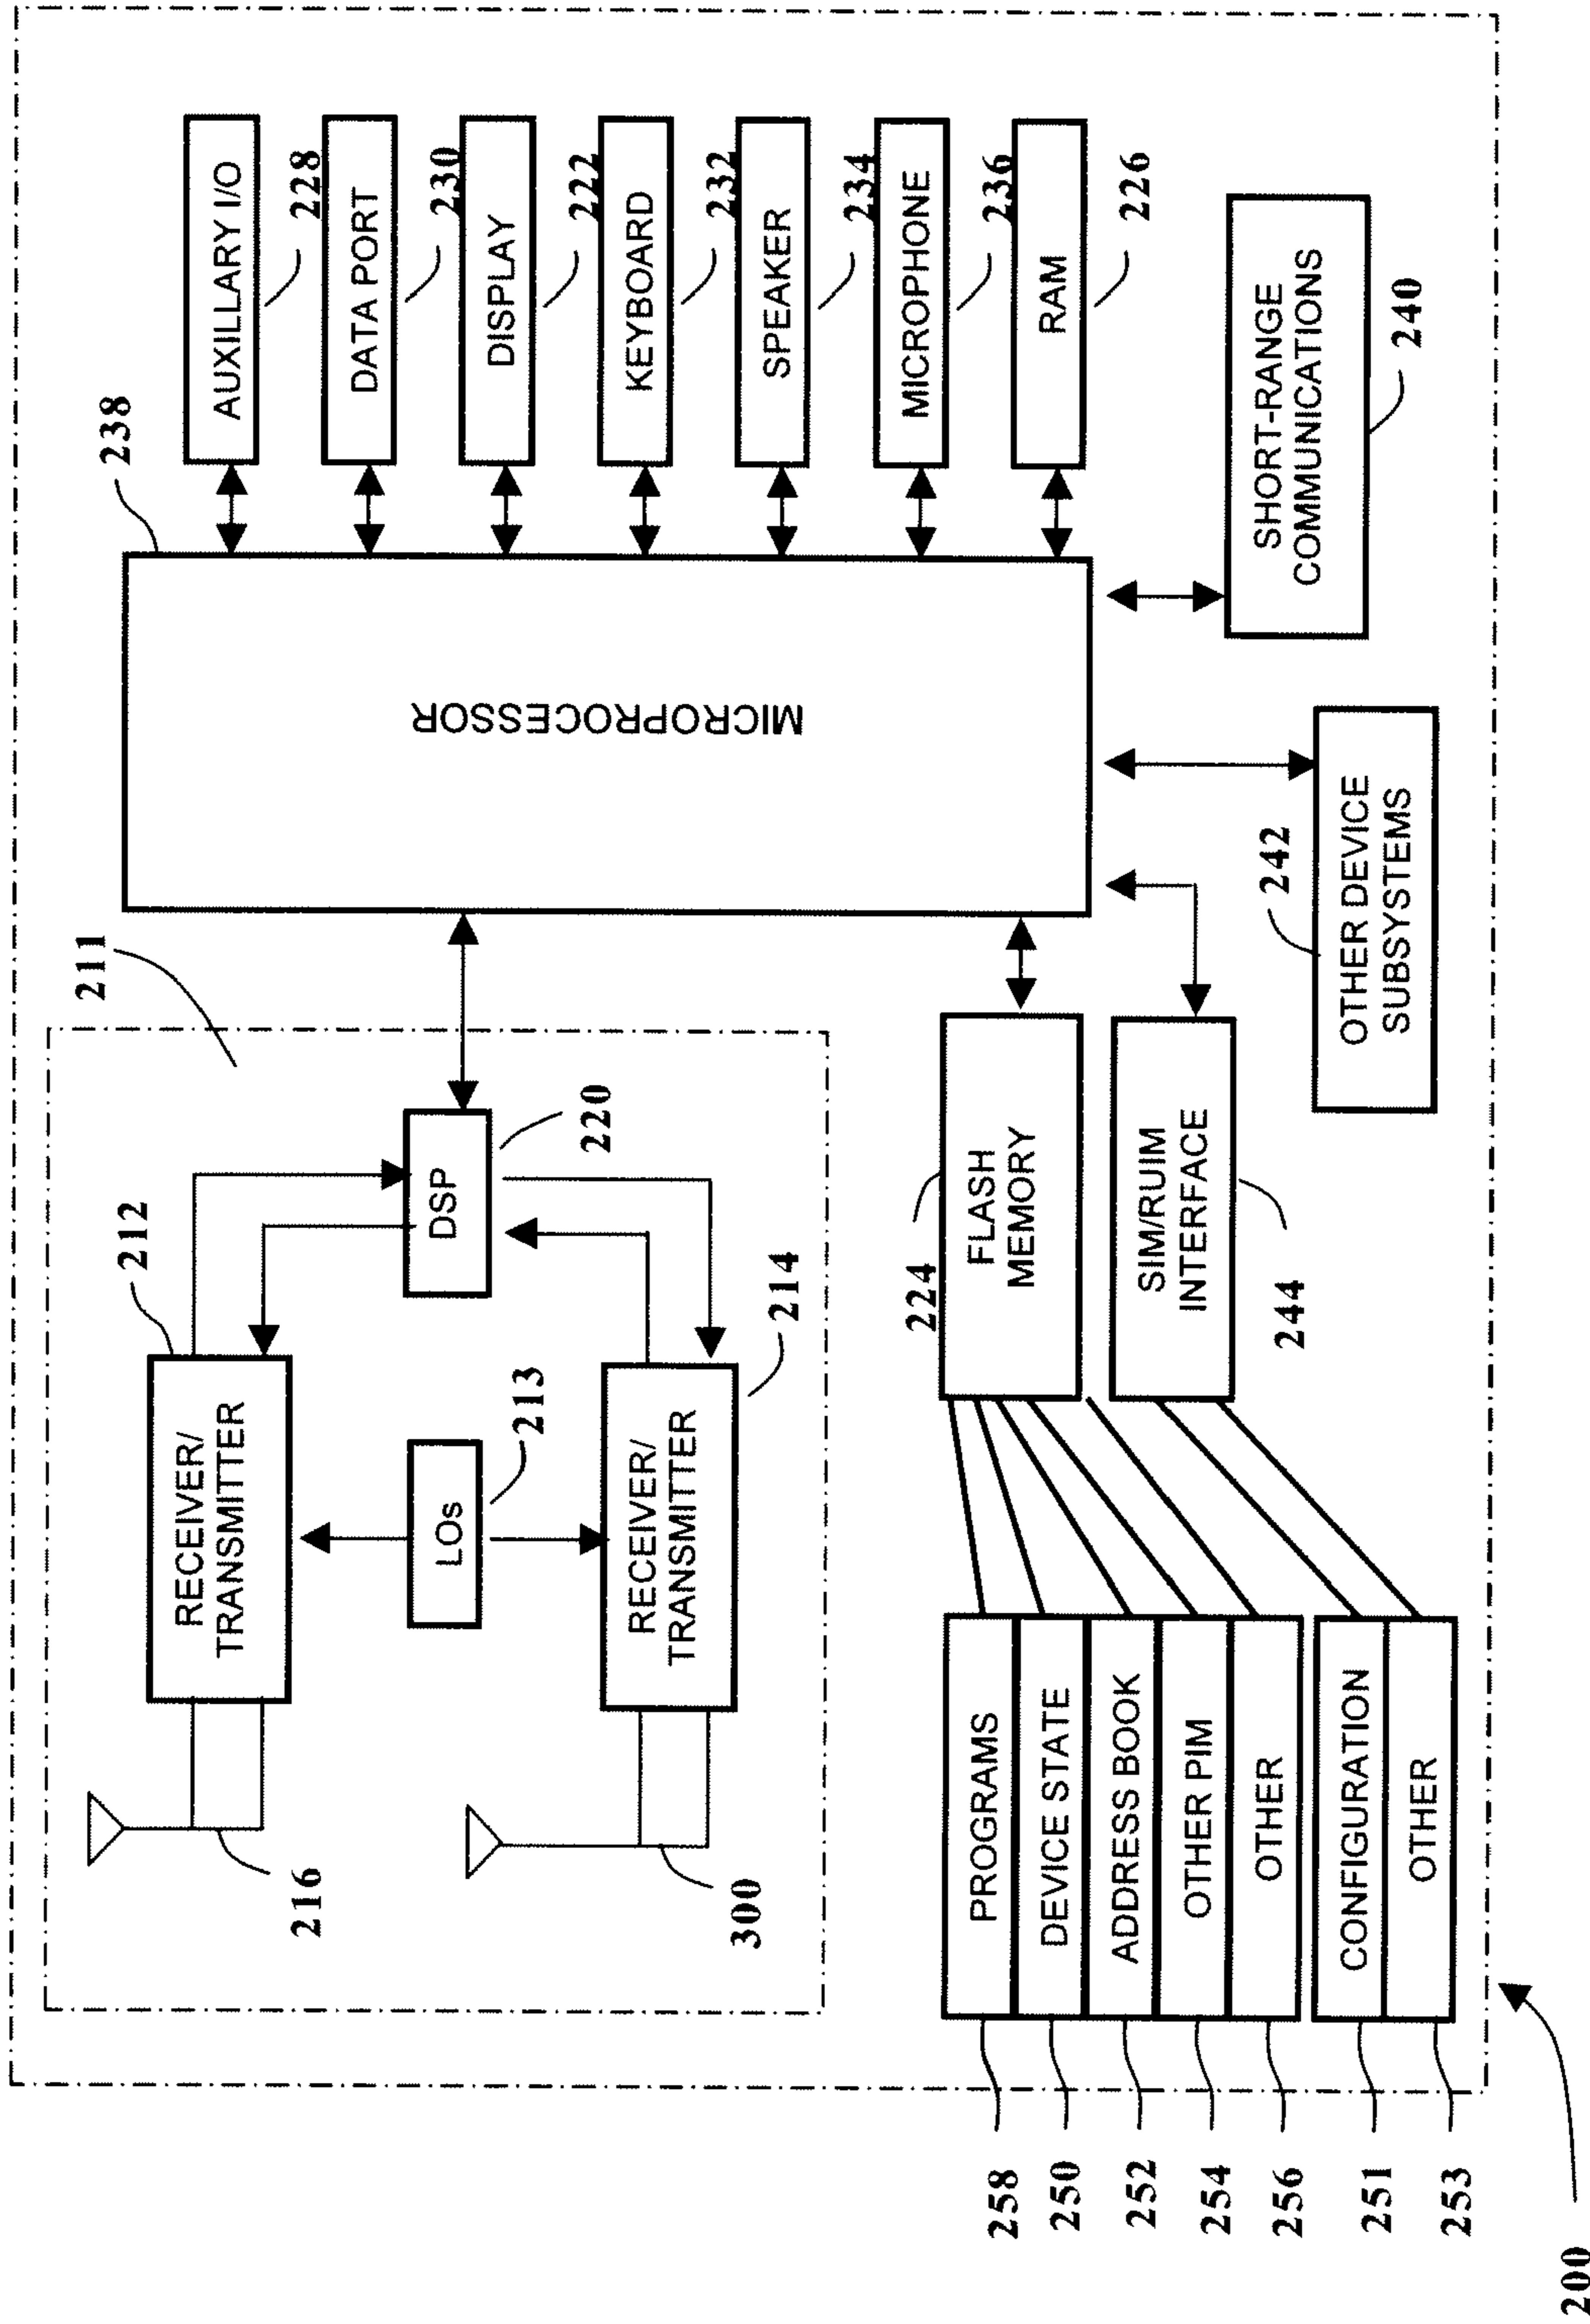 211
238
212
RECEIVER/
TRANSMITTER
216
DSP
220
LOs
213
RECEIVER/
TRANSMITTER
214
300
MICROPROCESSOR
AUXILLARY I/O
228
DATA PORT
230
DISPLAY
222
KEYBOARD
232
SPEAKER
234
MICROPHONE
236
RAM
226
SHORT-RANGE
COMMUNICATIONS
240
OTHER DEVICE
SUBSYSTEMS
242
FLASH
MEMORY
224
SIM/RUIM
INTERFACE
244
258
PROGRAMS
250
DEVICE STATE
252
ADDRESS BOOK
254
OTHER PIM
256
OTHER
251
CONFIGURATION
253
OTHER
200